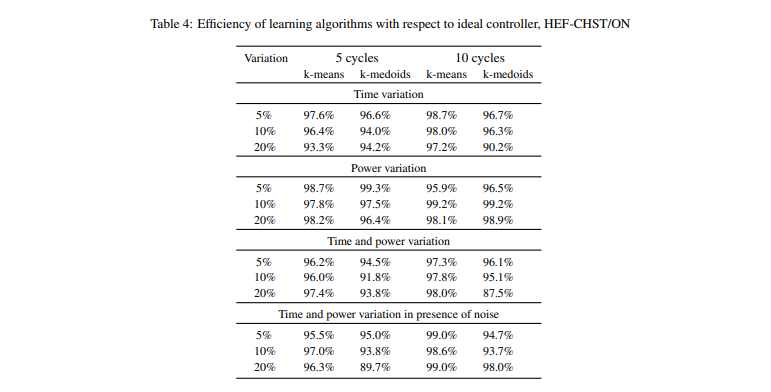 Table 4: Efficiency of learning algorithms with respect to ideal controller, HEF-CHST/ON
Variation 5 cycles 10 cycles
k-means k-medoids k-means k-medoids
Time variation
5% 97.6% 96.6% 98.7% 96.7%
10% 96.4% 94.0% 98.0% 96.3%
20% 93.3% 94.2% 97.2% 90.2%
Power variation
5% 98.7% 99.3% 95.9% 96.5%
10% 97.8% 97.5% 99.2% 99.2%
20% 98.2% 96.4% 98.1% 98.9%
Time and power variation
5% 96.2% 94.5% 97.3% 96.1%
10% 96.0% 91.8% 97.8% 95.1%
20% 97.4% 93.8% 98.0% 87.5%
Time and power variation in presence of noise
5% 95.5% 95.0% 99.0% 94.7%
10% 97.0% 93.8% 98.6% 93.7%
20% 96.3% 89.7% 99.0% 98.0%